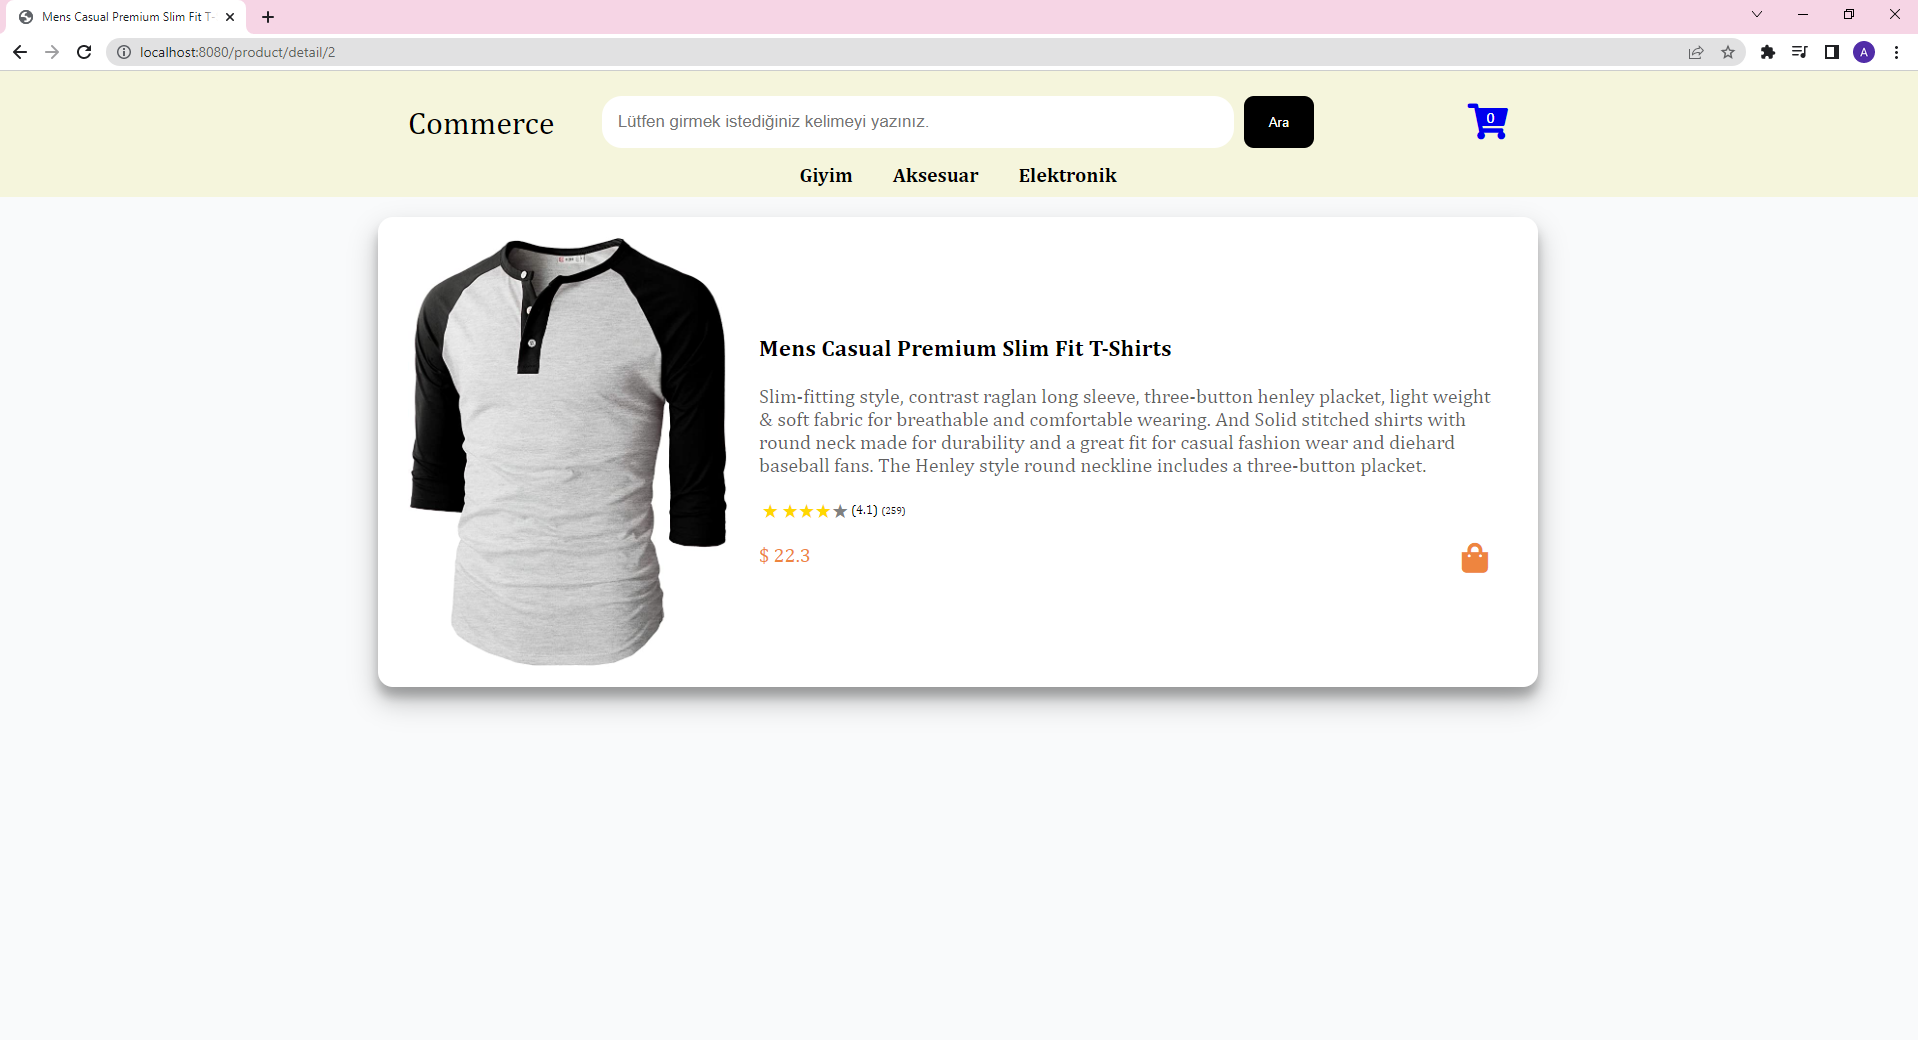 Mens Casual Premium Slim Fit T-
localhost:8080/product/detail/2
A
Commerce
Lütfen girmek istediğiniz kelimeyi yazınız.
Ara
0
Giyim Aksesuar Elektronik
Mens Casual Premium Slim Fit T-Shirts
Slim-fitting style, contrast raglan long sleeve, three-button henley placket, light weight
& soft fabric for breathable and comfortable wearing. And Solid stitched shirts with
round neck made for durability and a great fit for casual fashion wear and diehard
baseball fans. The Henley style round neckline includes a three-button placket.
(4.1) (259)
$ 22.3